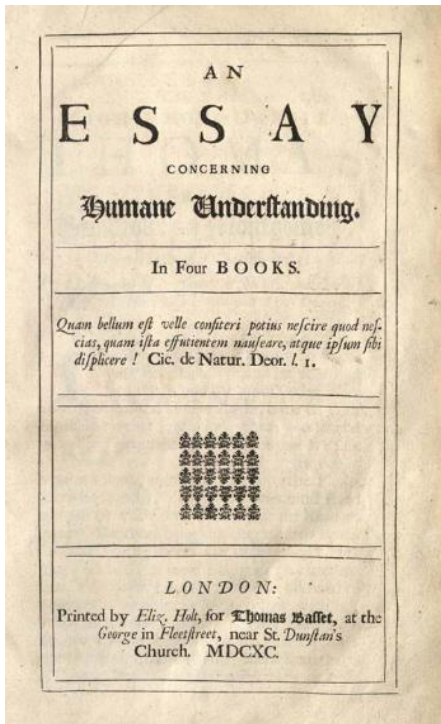 AN
ESSAY
CONCERNING
Humane Understanding.
In Four BOOKS.
Quam bellum eſt velle confiteri potius neſcire quod neſ-
cias, quam iſta effutientem nauſeare, atque ipſum ſibi
diſplicere ! Cic. de Natur. Deor. l. 1.
LONDON:
Printed by Eliz. Holt, for Thomas Baſſet, at the
George in Fleetſtreet, near St. Dunſtan's
Church. MDCXC.